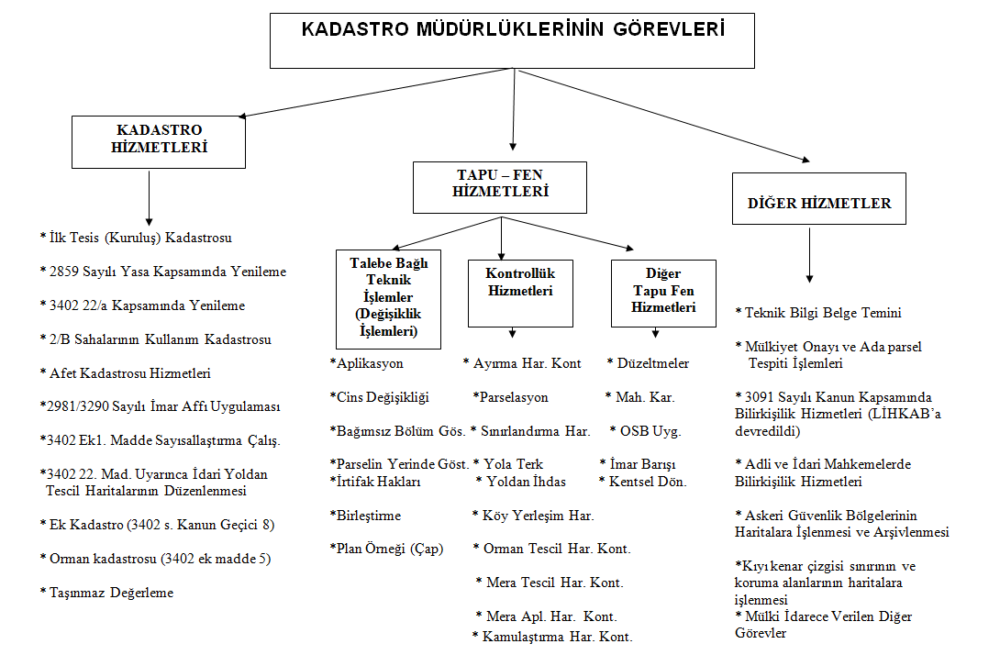 KADASTRO MÜDÜRLÜKLERİNİN GÖREVLERİ
KADASTRO
HİZMETLERİ
* İlk Tesis (Kuruluş) Kadastrosu
* 2859 Sayılı Yasa Kapsamında Yenileme
* 3402 22/a Kapsamında Yenileme
* 2/B Sahalarının Kullanım Kadastrosu
* Afet Kadastrosu Hizmetleri
*2981/3290 Sayılı İmar Affı Uygulaması
*3402 Ek1. Madde Sayısallaştırma Çalış.
*3402 22. Mad. Uyarınca İdari Yoldan
Tescil Haritalarının Düzenlenmesi
* Ek Kadastro (3402 s. Kanun Geçici 8)
* Orman kadastrosu (3402 ek madde 5)
* Taşınmaz Değerleme
TAPU – FEN
HİZMETLERİ
Talebe Bağlı
Teknik
İşlemler
(Değişiklik
İşlemleri)
*Aplikasyon
*Cins Değişikliği
*Bağımsız Bölüm Gös.
*Parselin Yerinde Göst.
*İrtifak Hakları
*Birleştirme
*Plan Örneği (Çap)
Kontrollük
Hizmetleri
* Ayırma Har. Kont
*Parselasyon
* Sınırlandırma Har.
* Yola Terk
* Yoldan İhdas
* Köy Yerleşim Har.
* Orman Tescil Har. Kont.
* Mera Tescil Har. Kont.
* Mera Apl. Har. Kont.
* Kamulaştırma Har. Kont.
Diğer
Tapu Fen
Hizmetleri
* Düzeltmeler
* Mah. Kar.
* OSB Uyg.
* İmar Barışı
* Kentsel Dön.
DİĞER HİZMETLER
* Teknik Bilgi Belge Temini
* Mülkiyet Onayı ve Ada parsel
Tespiti İşlemleri
* 3091 Sayılı Kanun Kapsamında
Bilirkişilik Hizmetleri (LİHKAB’a
devredildi)
* Adli ve İdari Mahkemelerde
Bilirkişilik Hizmetleri
* Askeri Güvenlik Bölgelerinin
Haritalara İşlenmesi ve Arşivlenmesi
*Kıyı kenar çizgisi sınırının ve
koruma alanlarının haritalara
işlenmesi
* Mülki İdarece Verilen Diğer
Görevler